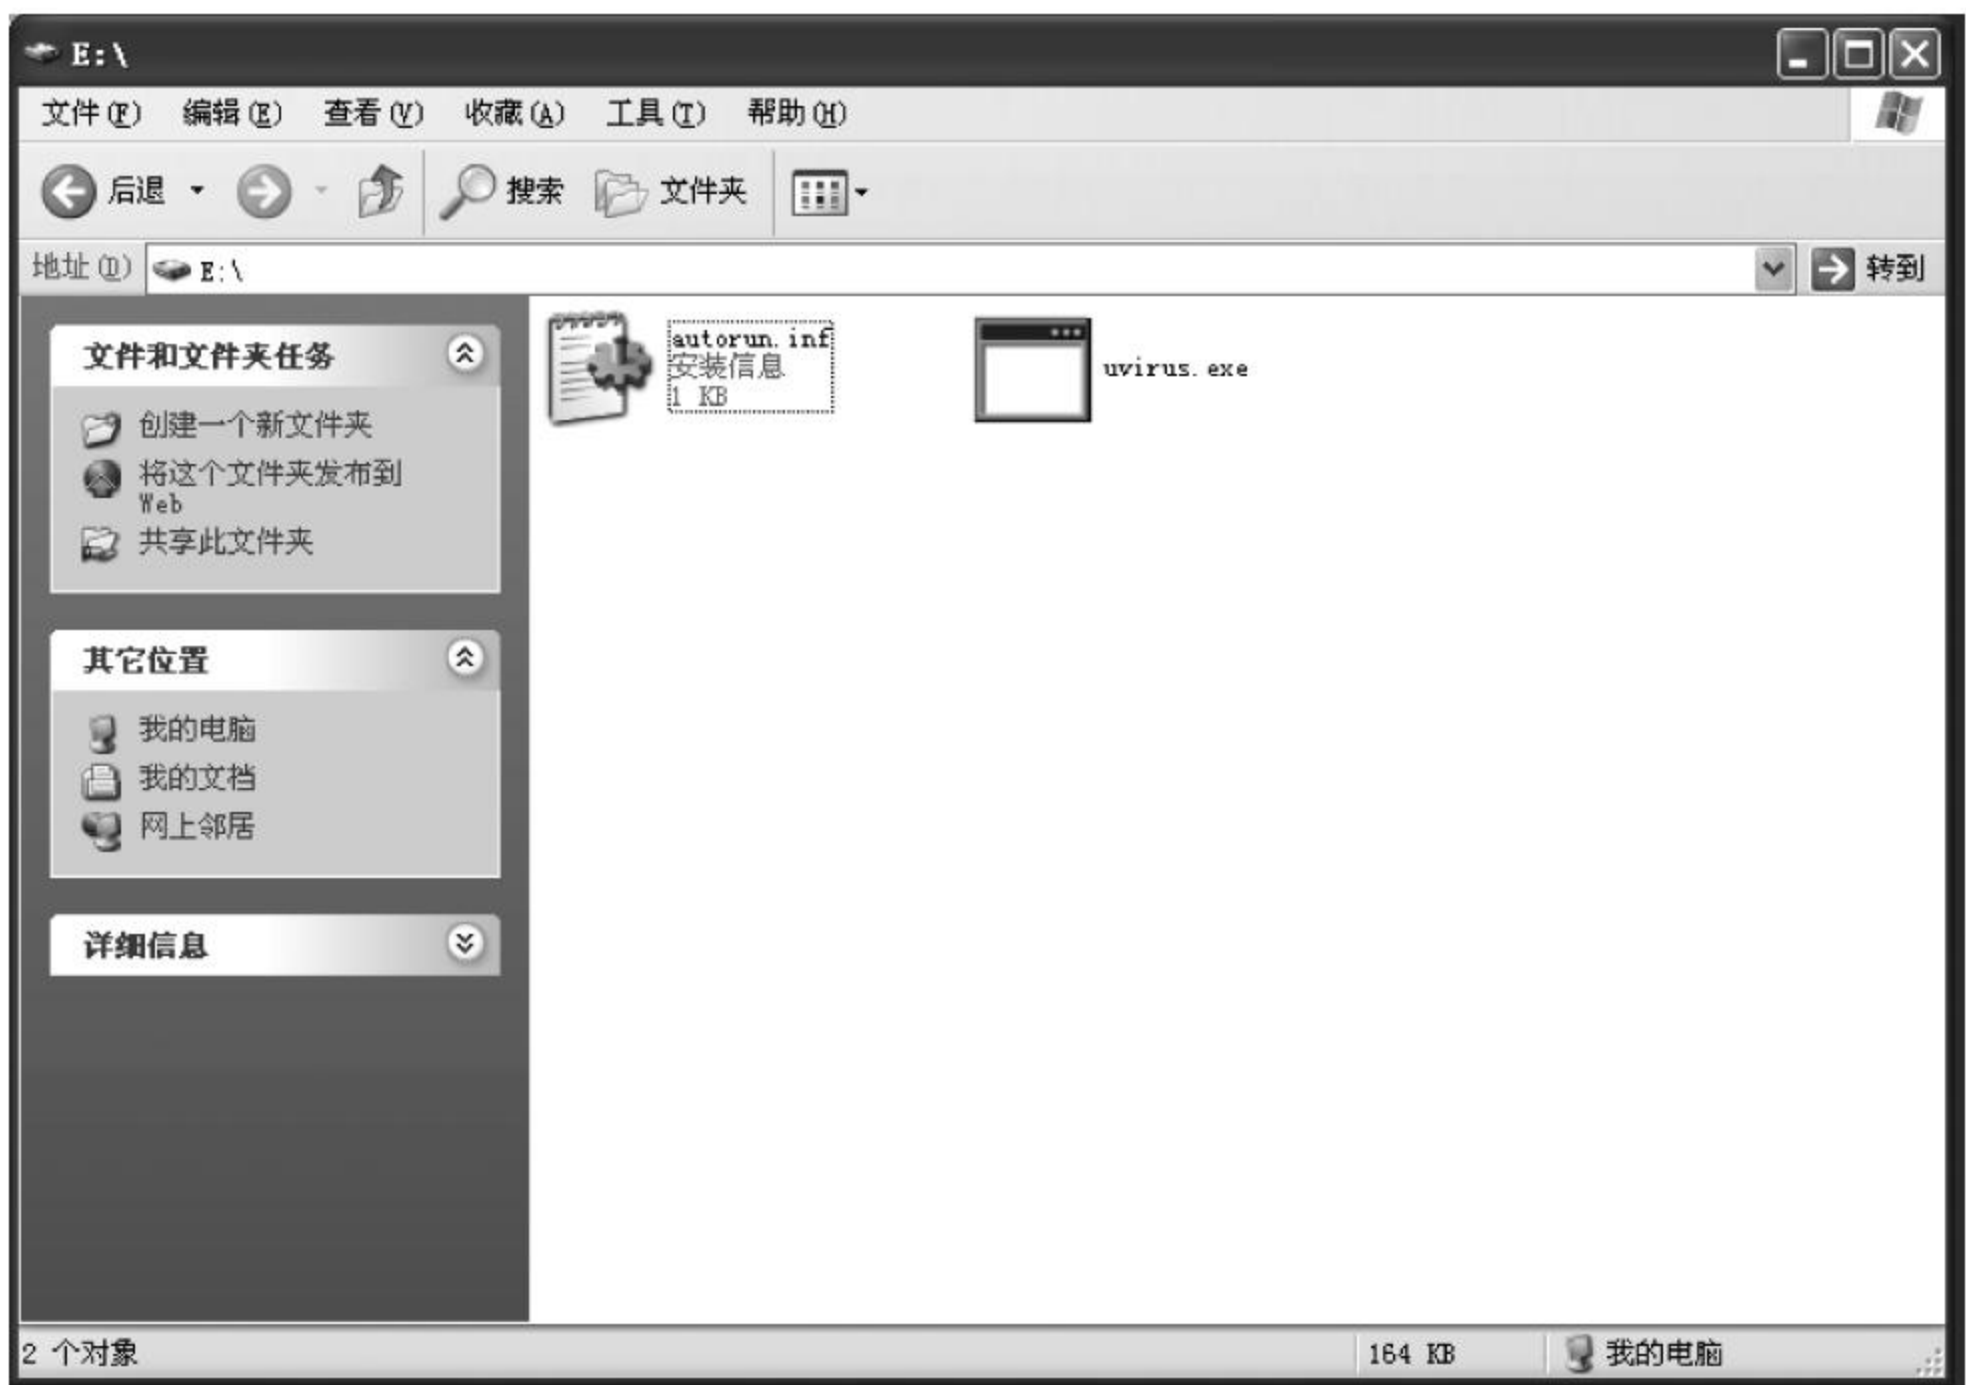 E:\
文件(F) 编辑(E) 查看(V) 收藏(A) 工具(T) 帮助(H)
后退 搜索 文件夹
地址(D) E:\ 转到
文件和文件夹任务
创建一个新文件夹
将这个文件夹发布到
Web
共享此文件夹
其它位置
我的电脑
我的文档
网上邻居
详细信息
autorun.inf
安装信息
1 KB
uvirus.exe
2 个对象 164 KB 我的电脑